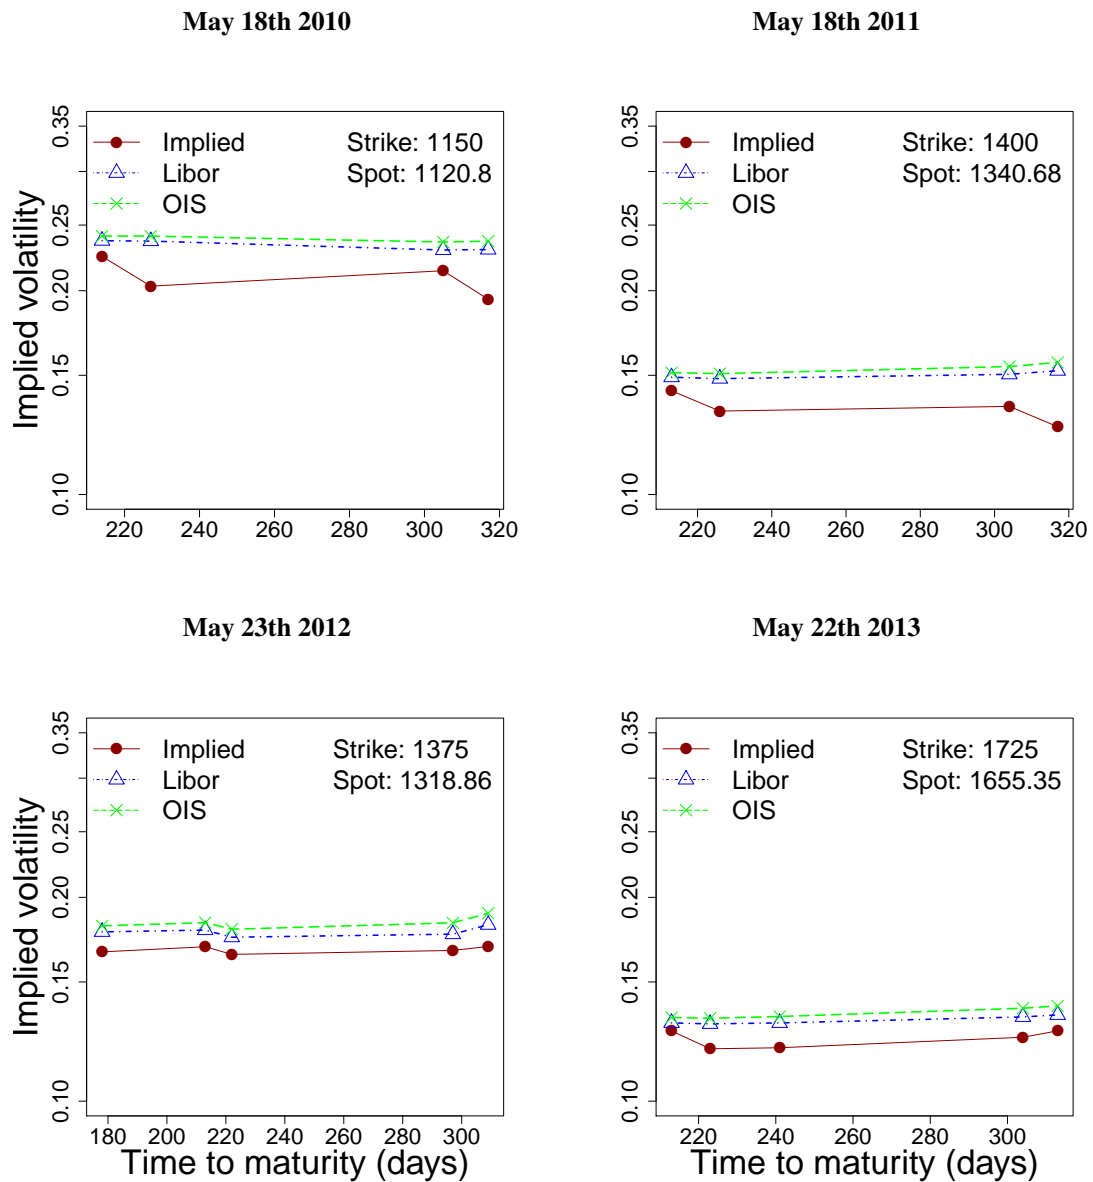 May 18th 2010
May 18th 2011
0.35
Implied Strike: 1150
Libor Spot: 1120.8
OIS
0.25
0.20
0.15
0.10
Implied volatility
220 240 260 280 300 320
0.35
Implied Strike: 1400
Libor Spot: 1340.68
OIS
0.25
0.20
0.15
0.10
220 240 260 280 300 320
May 23th 2012
May 22th 2013
0.35
Implied Strike: 1375
Libor Spot: 1318.86
OIS
0.25
0.20
0.15
0.10
Implied volatility
180 200 220 240 260 280 300
Time to maturity (days)
0.35
Implied Strike: 1725
Libor Spot: 1655.35
OIS
0.25
0.20
0.15
0.10
220 240 260 280 300
Time to maturity (days)